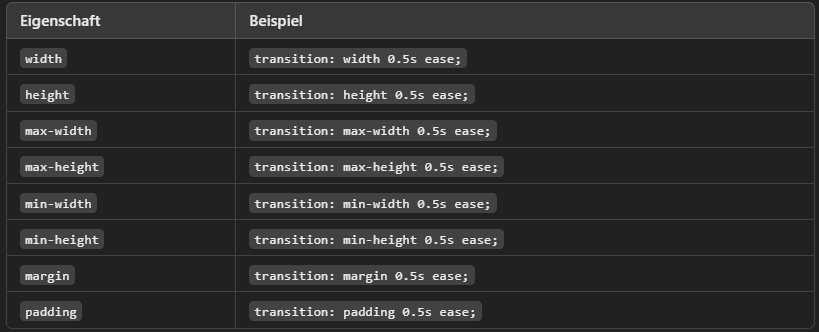 Eigenschaft Beispiel
width transition: width 0.5s ease;
height transition: height 0.5s ease;
max-width transition: max-width 0.5s ease;
max-height transition: max-height 0.5s ease;
min-width transition: min-width 0.5s ease;
min-height transition: min-height 0.5s ease;
margin transition: margin 0.5s ease;
padding transition: padding 0.5s ease;